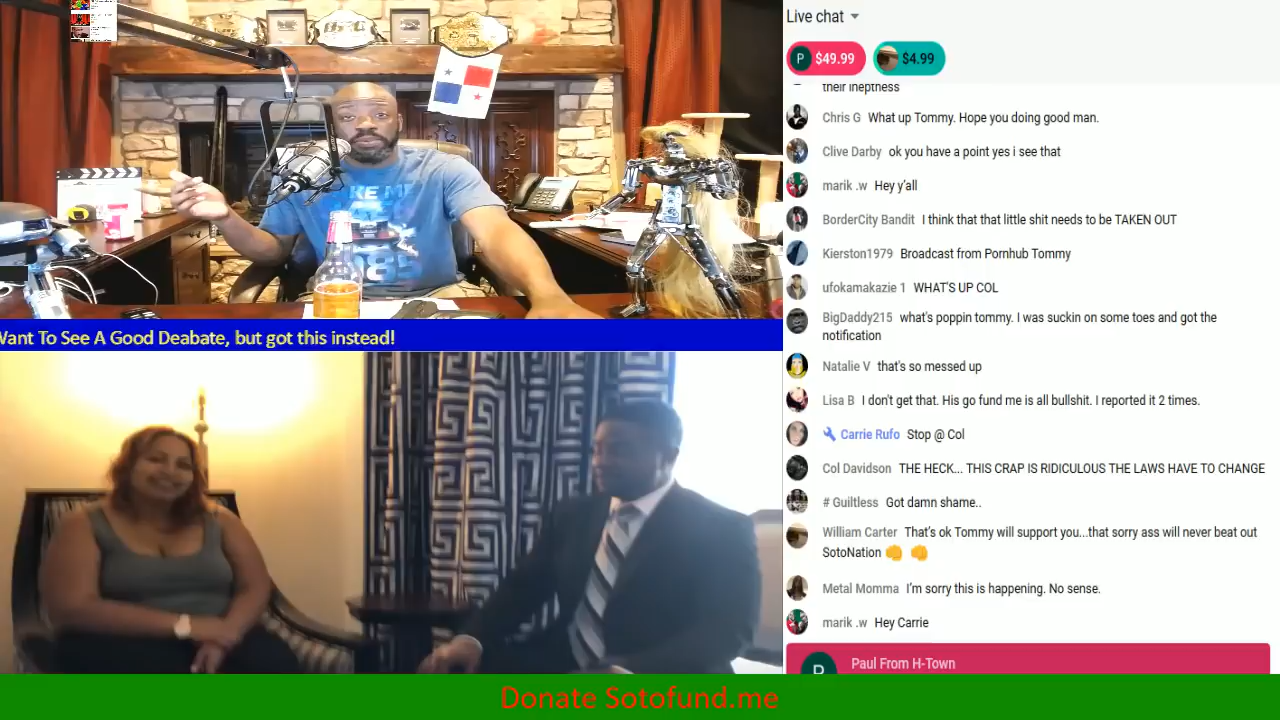 KE ME
085
Want To See A Good Deabate, but got this instead!
Live chat
P $49.99 $4.99
their ineptness
Chris G What up Tommy. Hope you doing good man.
Clive Darby ok you have a point yes i see that
marik .w Hey y'all
BorderCity Bandit I think that that little shit needs to be TAKEN OUT
Kierston1979 Broadcast from Pornhub Tommy
ufokamakazie 1 WHAT'S UP COL
BigDaddy215 what's poppin tommy. I was suckin on some toes and got the
notification
Natalie V that's so messed up
Lisa B I don't get that. His go fund me is all bullshit. I reported it 2 times.
Carrie Rufo Stop @ Col
Col Davidson THE HECK... THIS CRAP IS RIDICULOUS THE LAWS HAVE TO CHANGE
# Guiltless Got damn shame..
William Carter That's ok Tommy will support you...that sorry ass will never beat out
SotoNation 👊 👊
Metal Momma I'm sorry this is happening. No sense.
marik .w Hey Carrie
P Paul From H-Town
Donate Sotofund.me